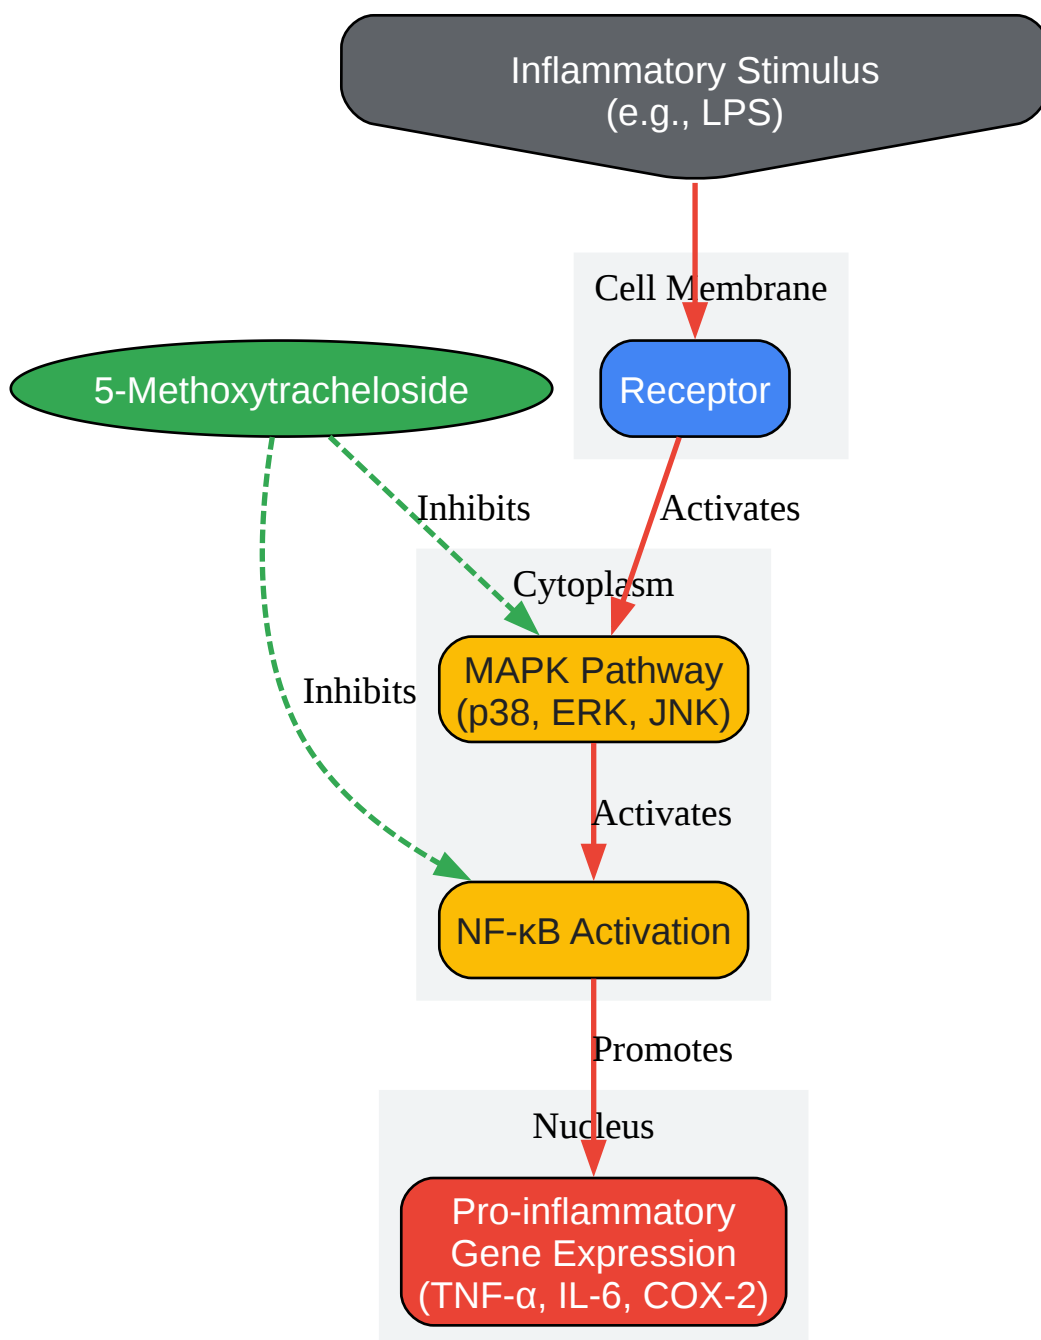 Inflammatory Stimulus
(e.g., LPS)
Cell Membrane
5-Methoxytracheloside
Receptor
Inhibits
Activates
Cytoplasm
MAPK Pathway
(p38, ERK, JNK)
Inhibits
Activates
NF-κB Activation
Promotes
Nucleus
Pro-inflammatory
Gene Expression
(TNF-α, IL-6, COX-2)